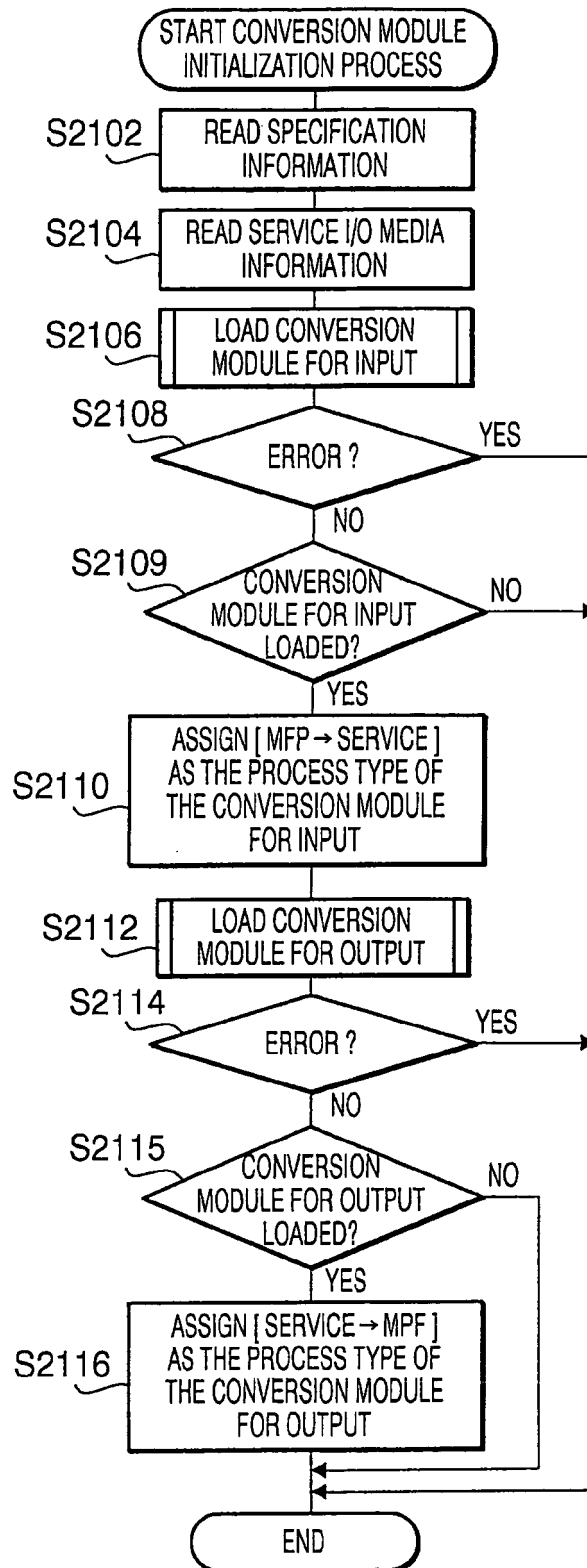 START CONVERSION MODULE
INITIALIZATION PROCESS
S2102
READ SPECIFICATION
INFORMATION
S2104
READ SERVICE I/O MEDIA
INFORMATION
S2106
LOAD CONVERSION
MODULE FOR INPUT
S2108
ERROR ?
YES
NO
S2109
CONVERSION
MODULE FOR INPUT
LOADED?
NO
YES
S2110
ASSIGN [ MFP → SERVICE ]
AS THE PROCESS TYPE OF
THE CONVERSION MODULE
FOR INPUT
S2112
LOAD CONVERSION
MODULE FOR OUTPUT
S2114
ERROR ?
YES
NO
S2115
CONVERSION
MODULE FOR OUTPUT
LOADED?
NO
YES
S2116
ASSIGN [ SERVICE → MPF ]
AS THE PROCESS TYPE OF
THE CONVERSION MODULE
FOR OUTPUT
END